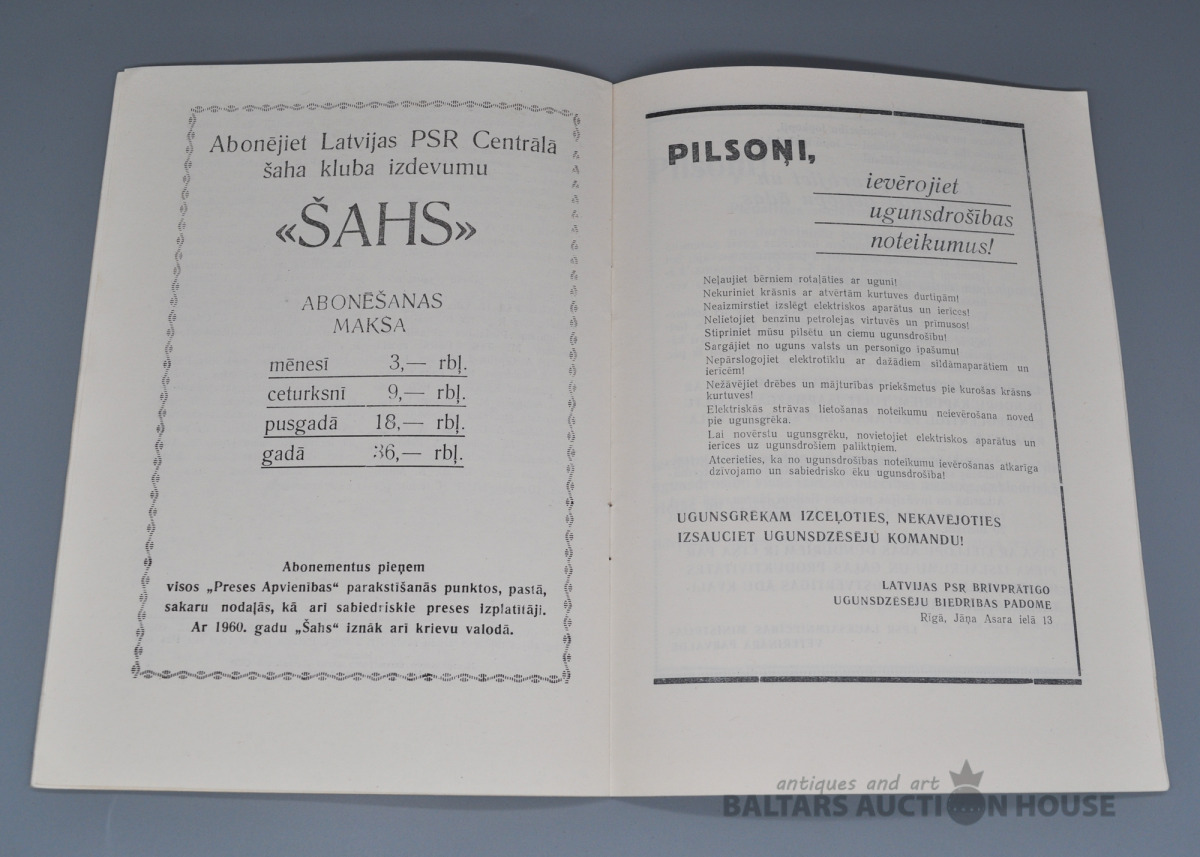 Abonējiet Latvijas PSR Centrālā
šaha kluba izdevumu
«ŠAHS»
ABONĒŠANAS
MAKSA
mēnesī 3,— rbļ.
ceturksnī 9,— rbļ.
pusgadā 18,— rbļ.
gadā 36,— rbļ.
Abonementus pieņem
visos „Preses Apvienības“ parakstīšanās punktos, pastā,
sakaru nodaļās, kā arī sabiedriskie preses izplatītāji.
Ar 1960. gadu „Šahs“ iznāk arī krievu valodā.
PILSOŅI,
ievērojiet
ugunsdrošības
noteikumus!
Neļaujiet bērniem rotaļāties ar uguni!
Nekuriniet krāsnis ar atvērtām kurtuves durtiņām!
Neaizmirstiet izslēgt elektriskos aparātus un ierīces!
Nelietojiet benzīnu petrolejas virtuvēs un prīmusos!
Stipriniet mūsu pilsētu un ciemu ugunsdrošību!
Sargājiet no uguns valsts un personīgo īpašumu!
Nepārslogojiet elektrotīklu ar dažādiem sildāmaparātiem un
ierīcēm!
Nežāvējiet drēbes un mājturības priekšmetus pie kurošas krāsns
kurtuves!
Elektriskās strāvas lietošanas noteikumu neievērošana noved
pie ugunsgrēka.
Lai novērstu ugunsgrēku, novietojiet elektriskos aparātus un
ierīces uz ugunsdrošiem paliktņiem.
Atcerieties, ka no ugunsdrošības noteikumu ievērošanas atkarīga
dzīvojamo un sabiedrisko ēku ugunsdrošība!
UGUNSGRĒKAM IZCEĻOTIES, NEKAVĒJOTIES
IZSAUCIET UGUNSDZĒSĒJU KOMANDU!
LATVIJAS PSR BRĪVPRĀTĪGO
UGUNSDZĒSĒJU BIEDRĪBAS PADOME
Rīgā, Jāņa Asara ielā 13
antiques and art
BALTARS AUCTION HOUSE